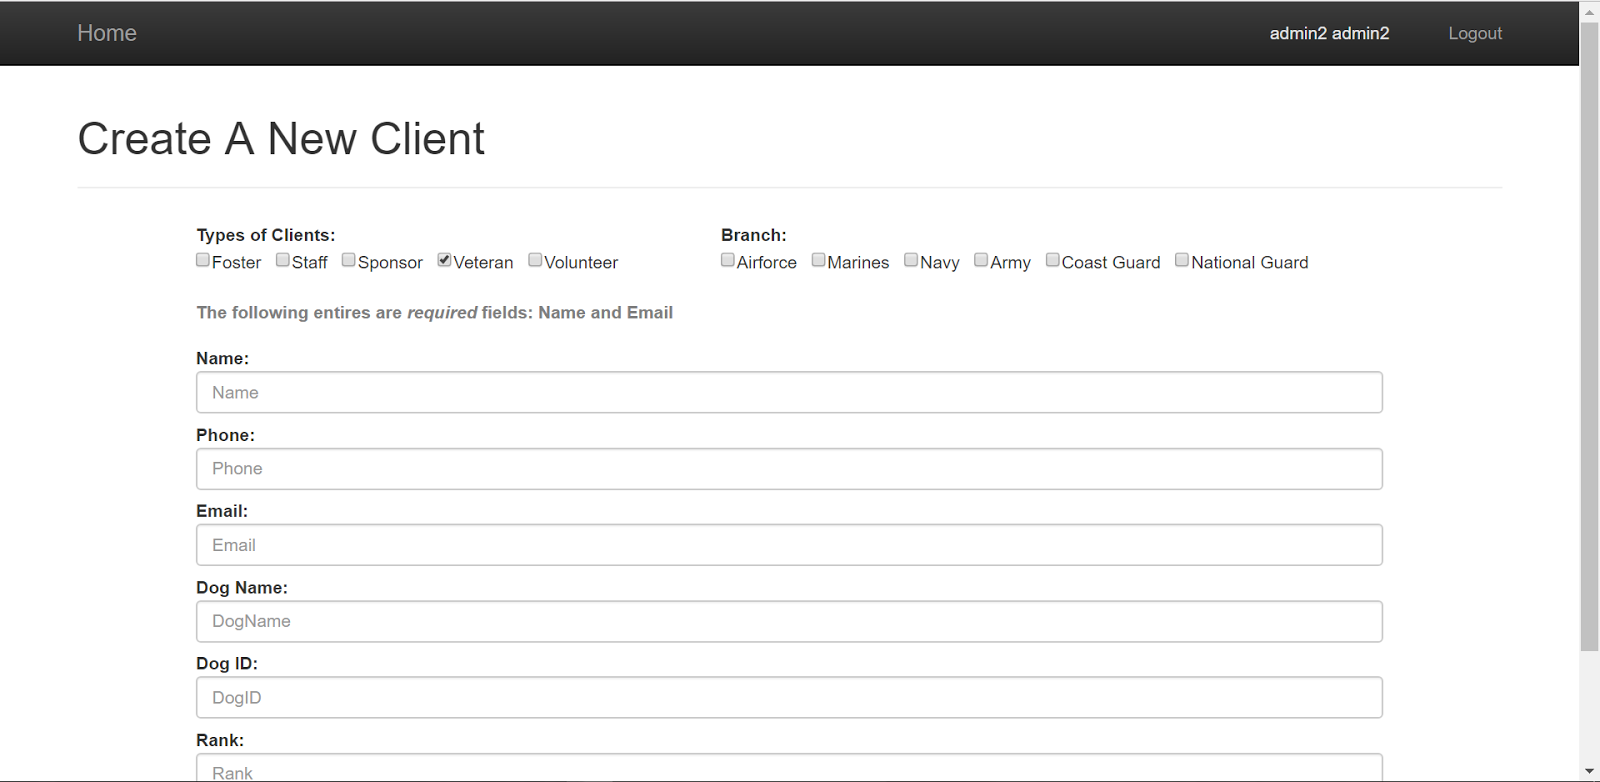 Home admin2 admin2 Logout
Create A New Client
Types of Clients: Branch:
Foster Staff Sponsor Veteran Volunteer Airforce Marines Navy Army Coast Guard National Guard
The following entires are required fields: Name and Email
Name:
Name
Phone:
Phone
Email:
Email
Dog Name:
DogName
Dog ID:
DogID
Rank:
Rank